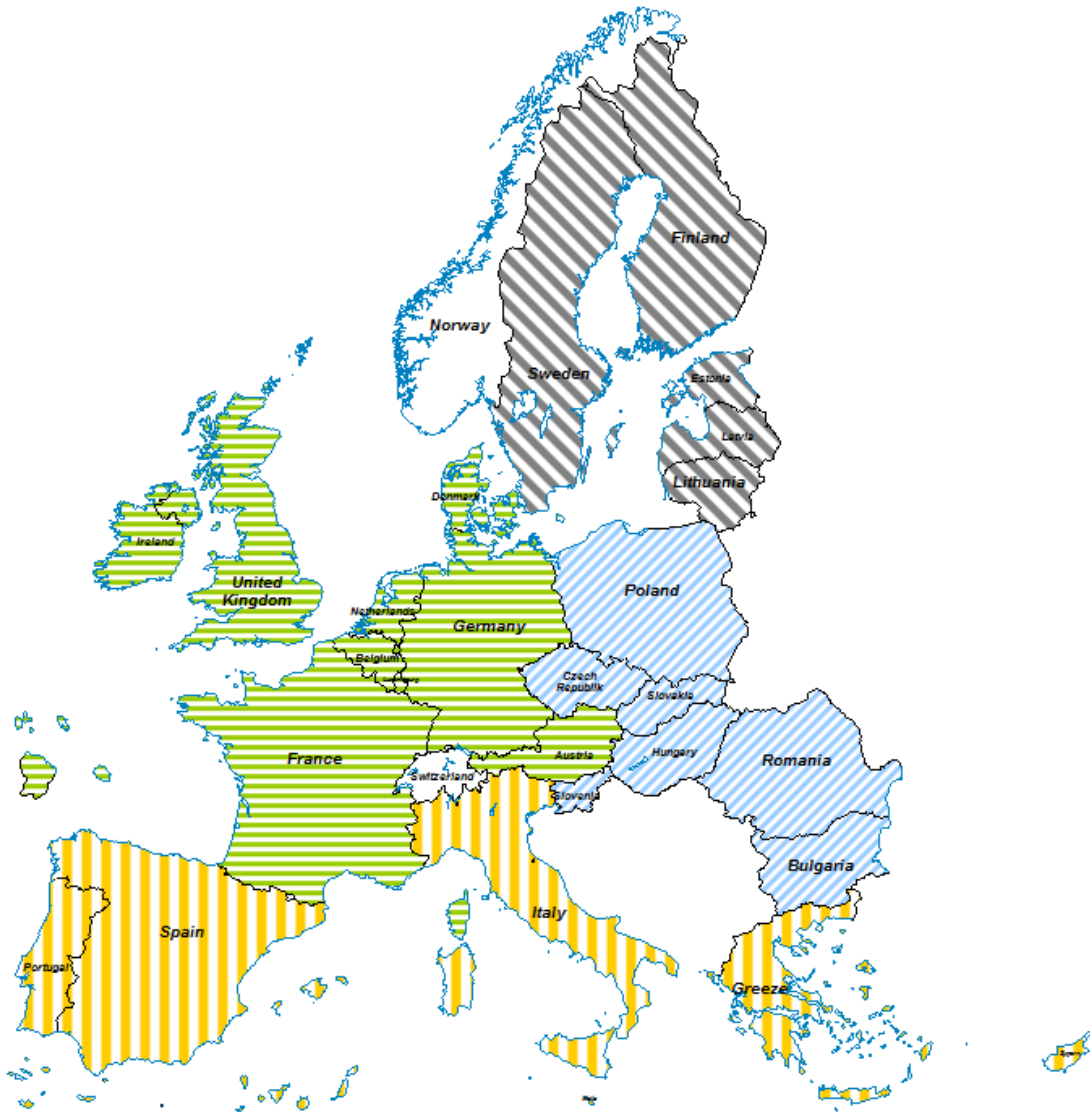 Finland
Norway
Sweden
Estonia
Latvia
Lithuania
Denmark
Ireland
United
Kingdom
Netherlands
Germany
Poland
Belgium
Czech
Republik
Slovakia
France
Austria
Hungary
Romania
Switzerland
Slovenia
Bulgaria
Italy
Spain
Portugal
Greeze